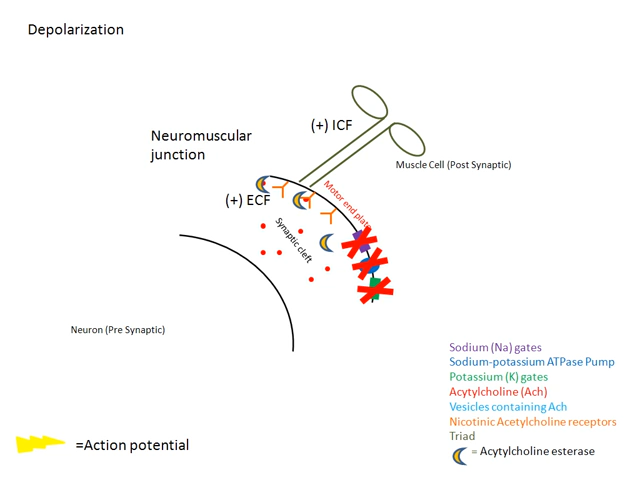 Depolarization
(+) ICF
Neuromuscular
junction
Muscle Cell (Post Synaptic)
(+) ECF
Motor end plate
Synaptic cleft
Neuron (Pre Synaptic)
Sodium (Na) gates
Sodium-potassium ATPase Pump
Potassium (K) gates
Acytylcholine (Ach)
Vesicles containing Ach
Nicotinic Acetylcholine receptors
Triad
= Acytylcholine esterase
=Action potential